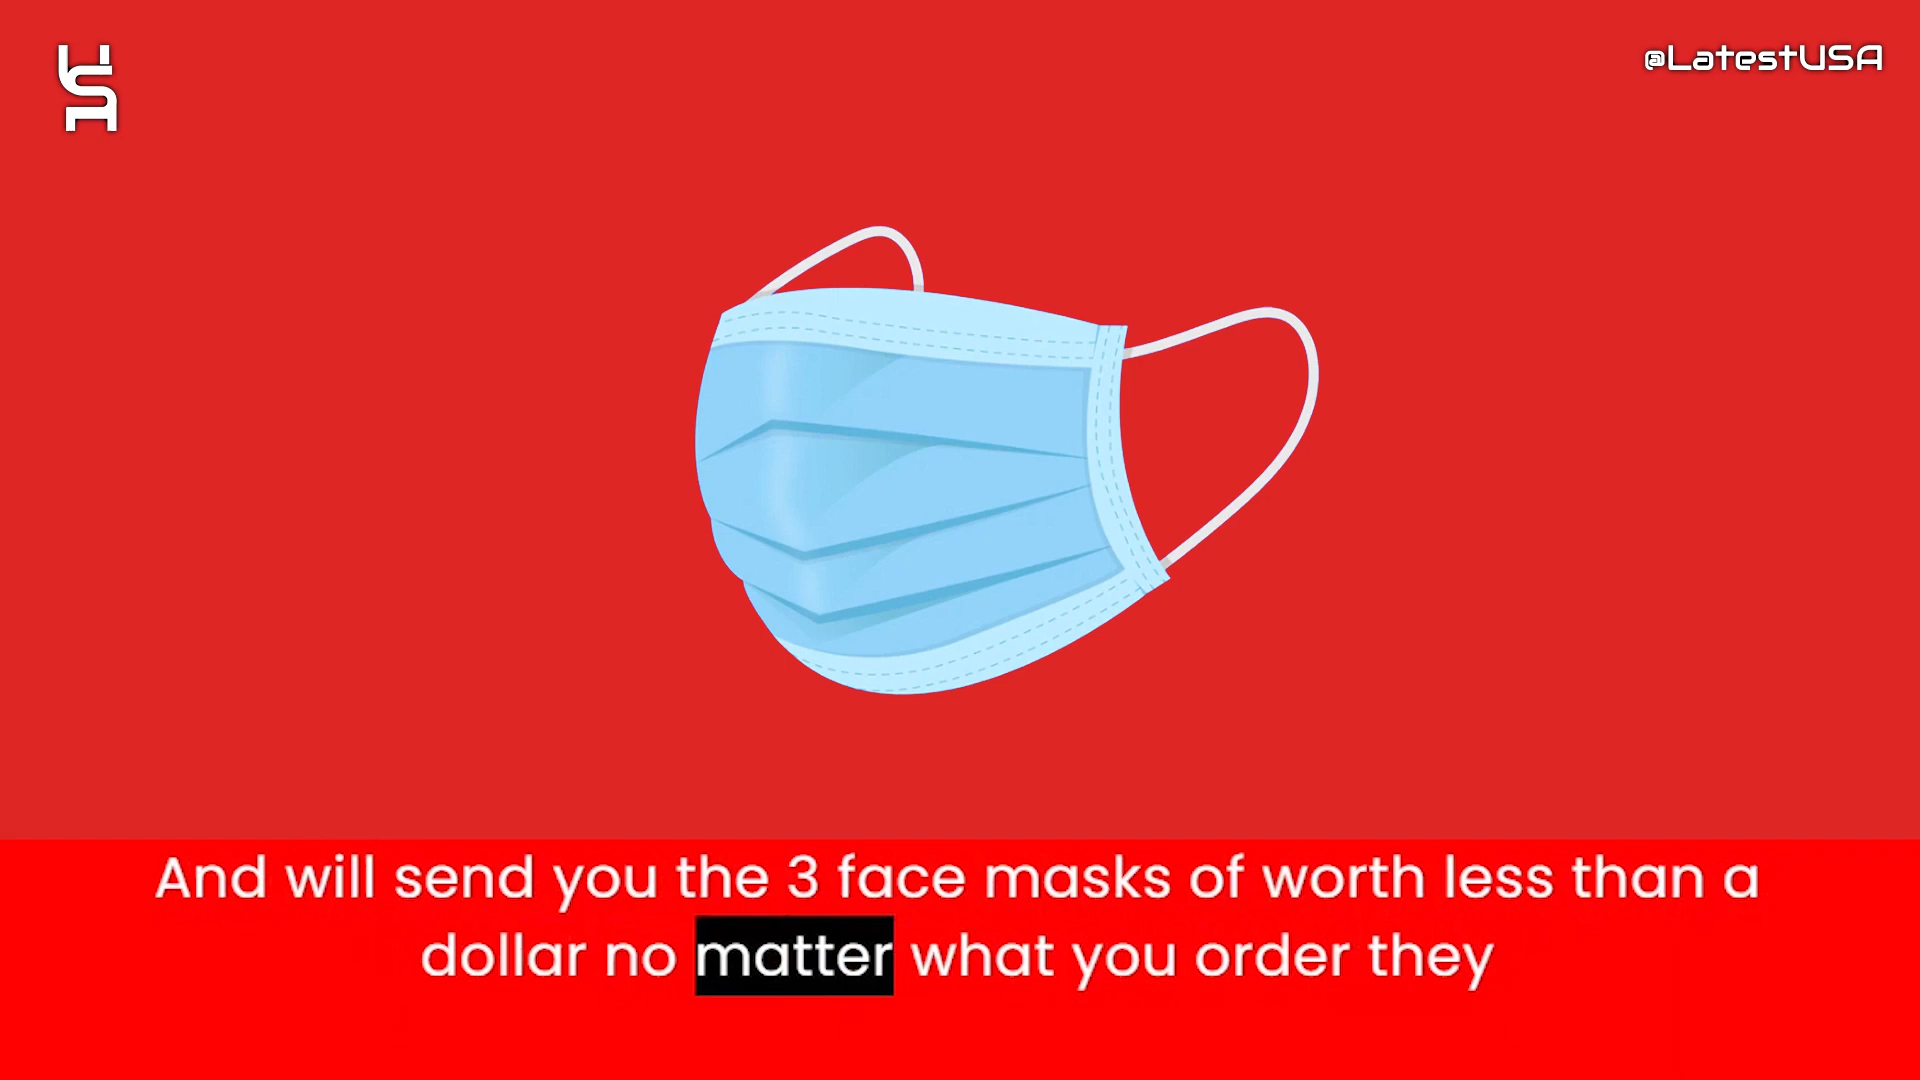 USA
@LatestUSA
And will send you the 3 face masks of worth less than a
dollar no matter what you order they